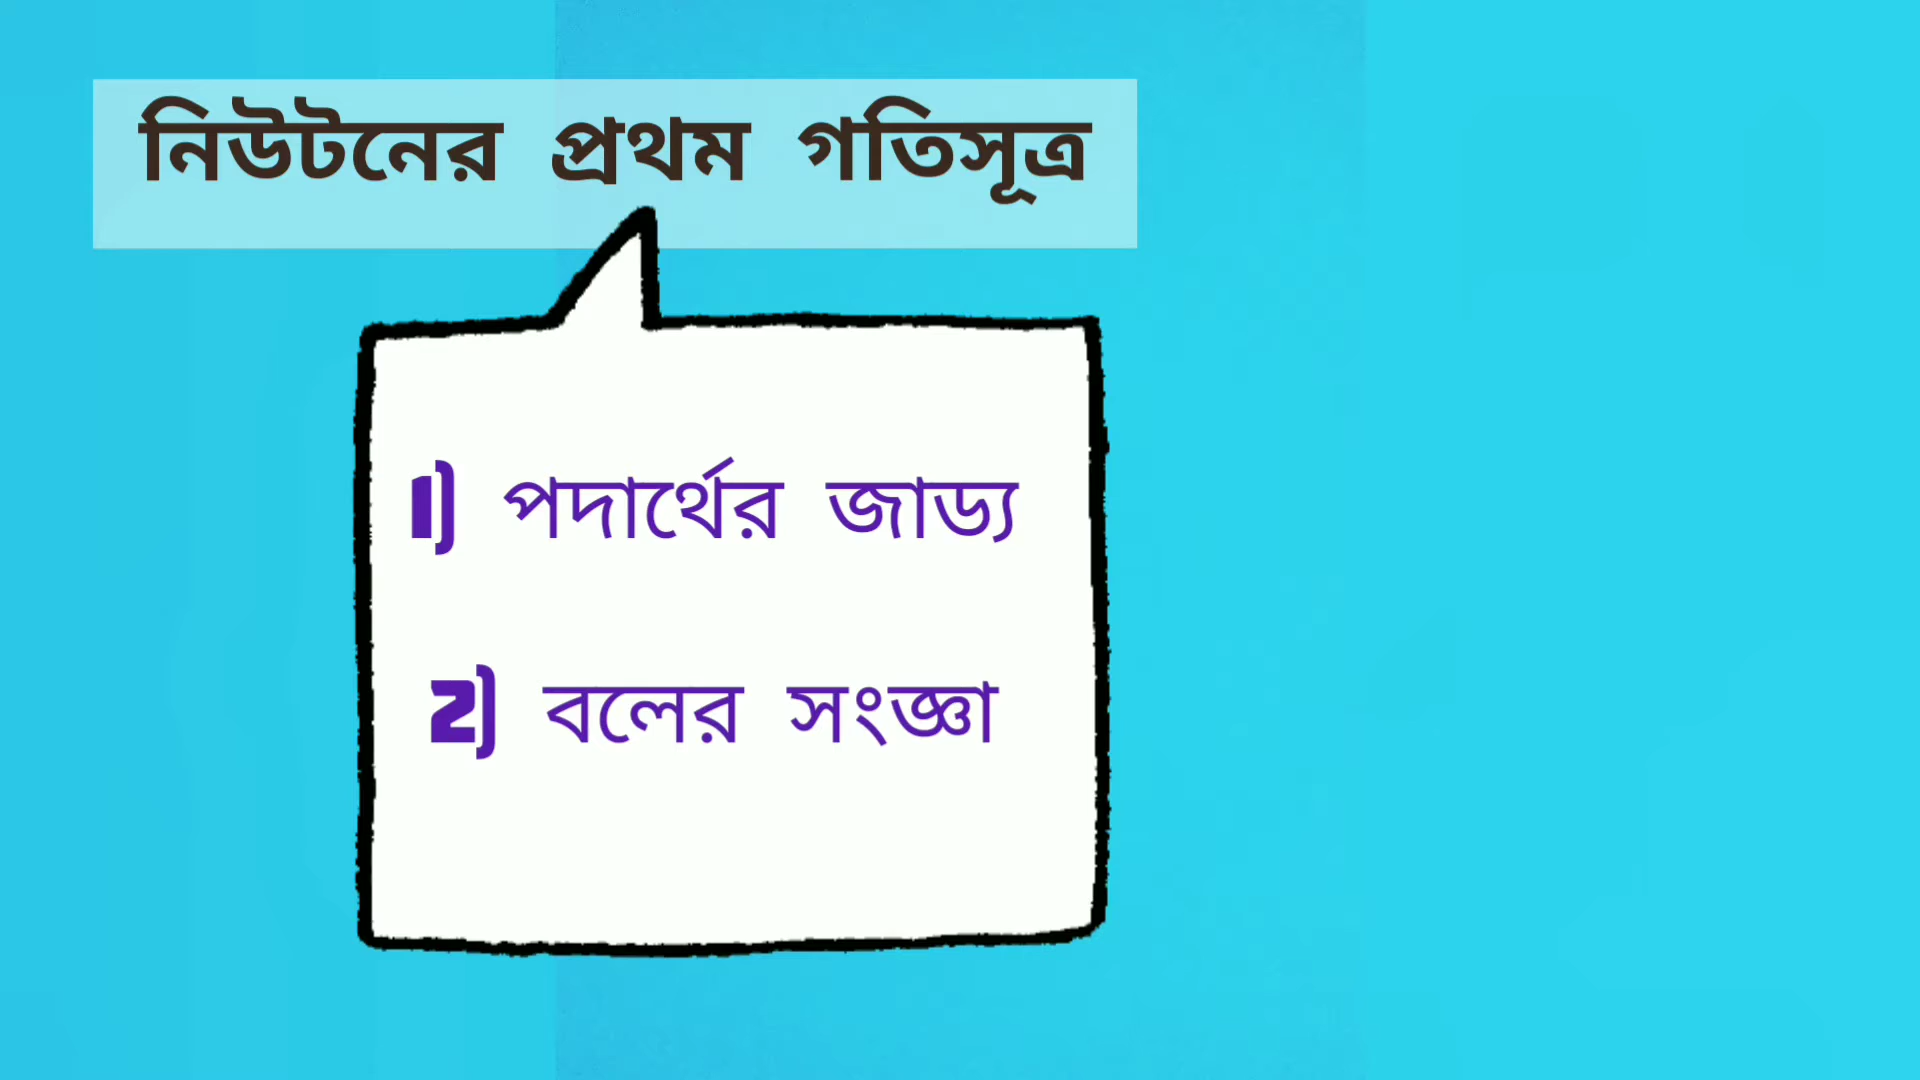 নিউটনের প্রথম গতিসূত্র
1) পদার্থের জাড্য
2) বলের সংজ্ঞা